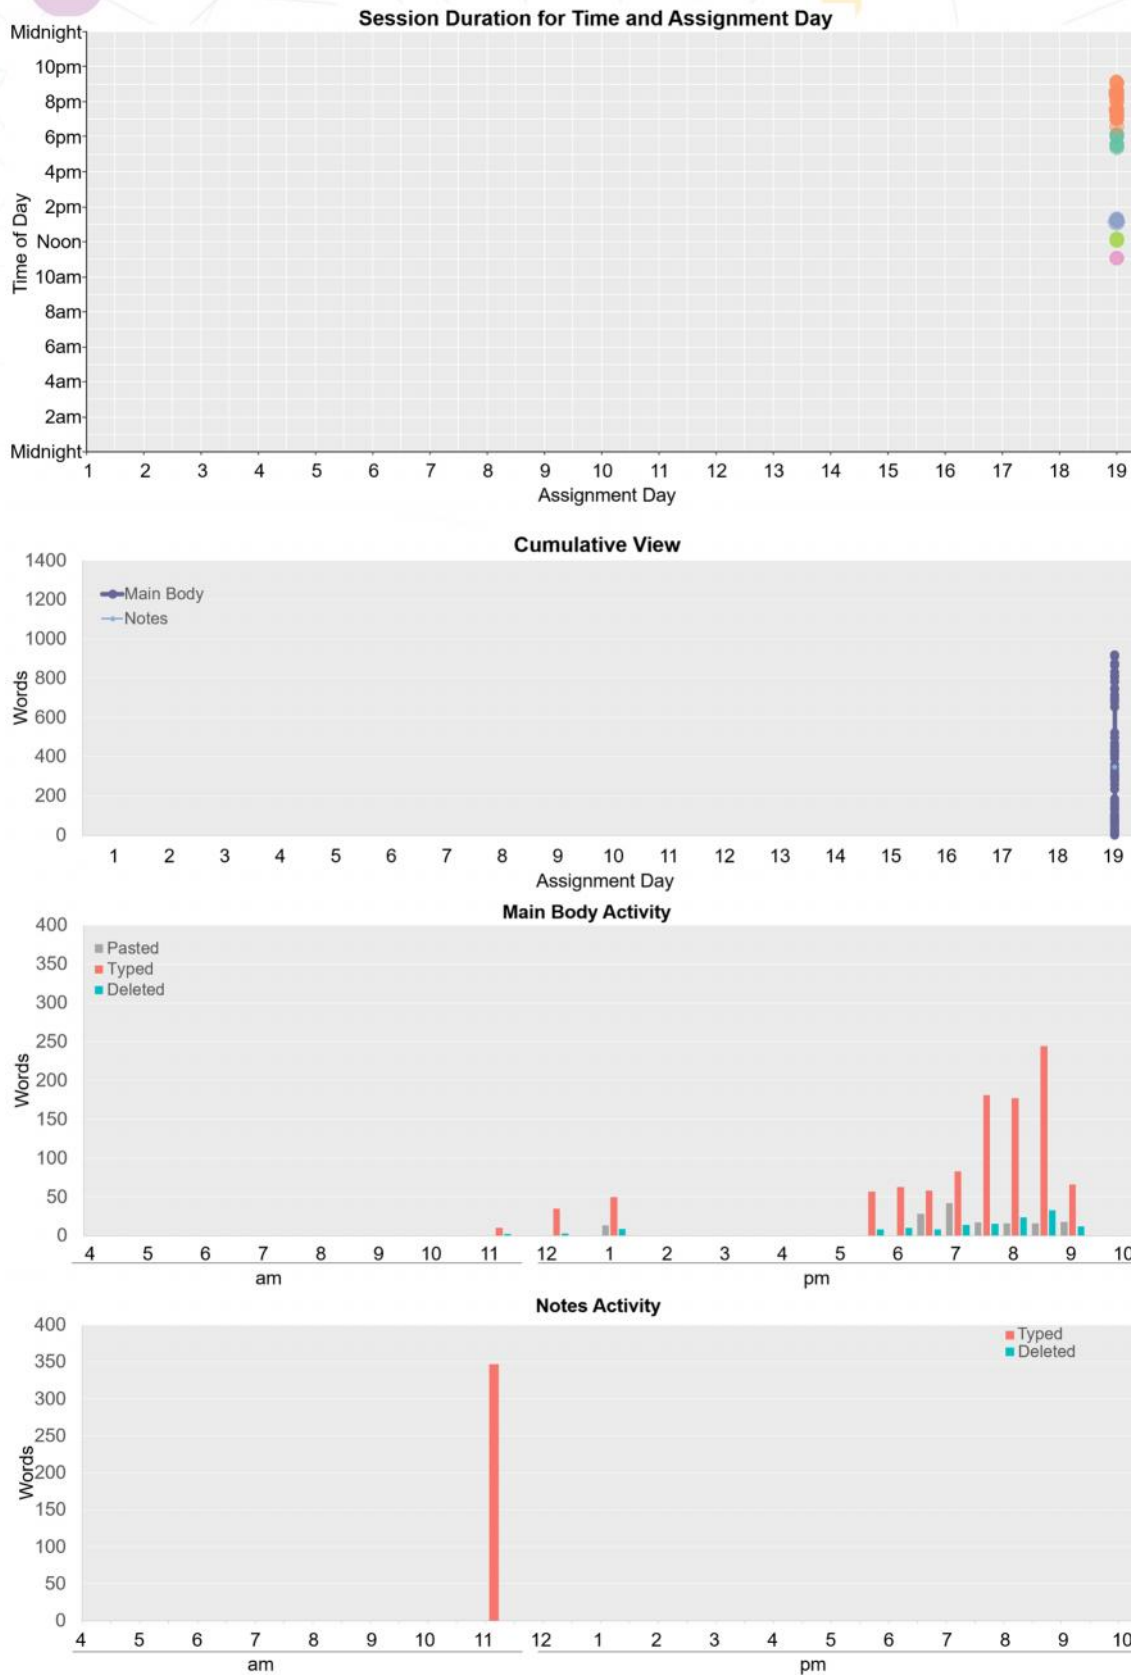 Session Duration for Time and Assignment Day
Midnight
10pm
8pm
6pm
4pm
2pm
Noon
10am
8am
6am
4am
2am
Midnight
Time of Day
1 2 3 4 5 6 7 8 9 10 11 12 13 14 15 16 17 18 19
Assignment Day
Cumulative View
1400
1200
1000
800
600
400
200
0
Words
Main Body
Notes
1 2 3 4 5 6 7 8 9 10 11 12 13 14 15 16 17 18 19
Assignment Day
Main Body Activity
400
350
300
250
200
150
100
50
0
Words
Pasted
Typed
Deleted
4 5 6 7 8 9 10 11 12 1 2 3 4 5 6 7 8 9 10
am pm
Notes Activity
400
350
300
250
200
150
100
50
0
Words
Typed
Deleted
4 5 6 7 8 9 10 11 12 1 2 3 4 5 6 7 8 9 10
am pm